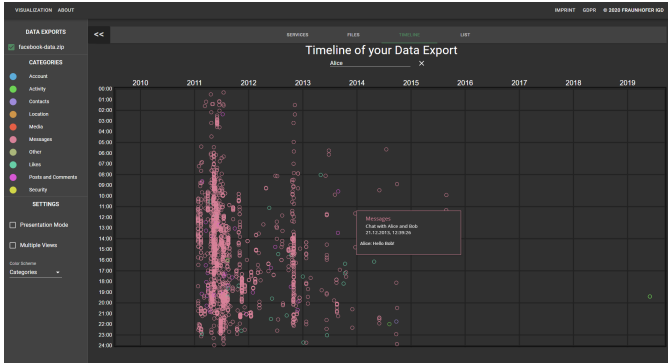 VISUALIZATION ABOUT
IMPRINT GDPR © 2020 FRAUNHOFER IGD
DATA EXPORTS
facebook-data.zip
CATEGORIES
Account
Activity
Contacts
Location
Media
Messages
Other
Likes
Posts and Comments
Security
SETTINGS
Presentation Mode
Multiple Views
Color Scheme
Categories
<<
SERVICES FILES TIMELINE LIST
Timeline of your Data Export
Alice ✕
2010 2011 2012 2013 2014 2015 2016 2017 2018 2019
00:00
01:00
02:00
03:00
04:00
05:00
06:00
07:00
08:00
09:00
10:00
11:00
12:00
13:00
14:00
15:00
16:00
17:00
18:00
19:00
20:00
21:00
22:00
23:00
24:00
Messages
Chat with Alice and Bob
21.12.2013, 13:39:26
Alice: Hello Bob!